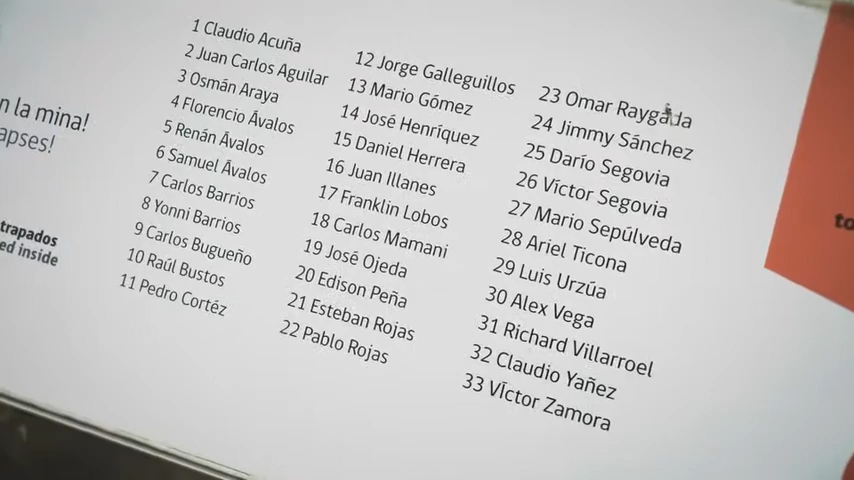 n la mina!
apses!
trapados
ed inside
1 Claudio Acuña
2 Juan Carlos Aguilar
3 Osmán Araya
4 Florencio Ávalos
5 Renán Ávalos
6 Samuel Ávalos
7 Carlos Barrios
8 Yonni Barrios
9 Carlos Bugueño
10 Raúl Bustos
11 Pedro Cortéz
12 Jorge Galleguillos
13 Mario Gómez
14 José Henríquez
15 Daniel Herrera
16 Juan Illanes
17 Franklin Lobos
18 Carlos Mamani
19 José Ojeda
20 Edison Peña
21 Esteban Rojas
22 Pablo Rojas
23 Omar Raygada
24 Jimmy Sánchez
25 Darío Segovia
26 Víctor Segovia
27 Mario Sepúlveda
28 Ariel Ticona
29 Luis Urzúa
30 Alex Vega
31 Richard Villarroel
32 Claudio Yañez
33 VÍctor Zamora
to